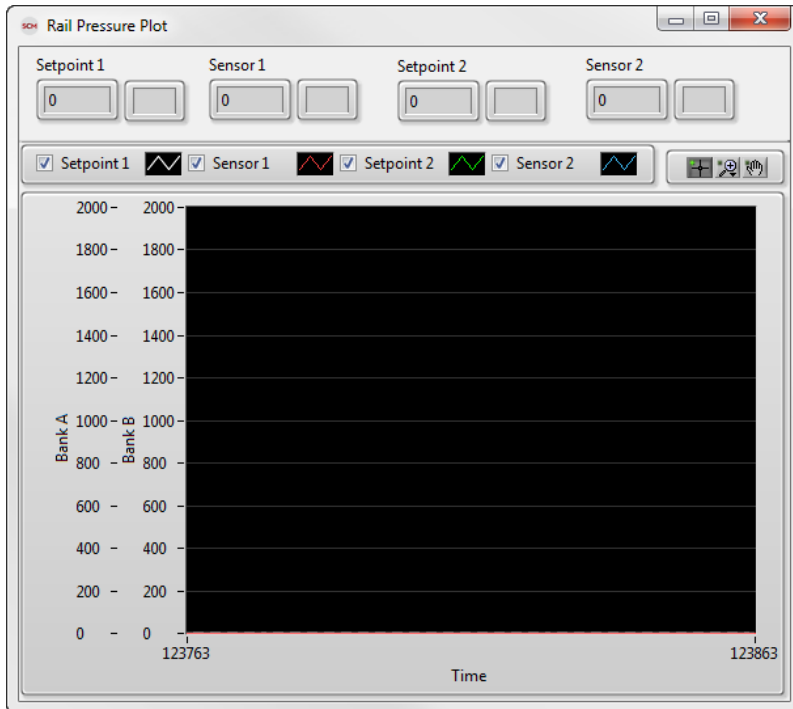 SCM Rail Pressure Plot
Setpoint 1 Sensor 1 Setpoint 2 Sensor 2
0 0 0 0
Setpoint 1 Sensor 1 Setpoint 2 Sensor 2
2000 2000
1800 1800
1600 1600
1400 1400
1200 1200
1000 1000
800 800
600 600
400 400
200 200
0 0
Bank A
Bank B
123763 123863
Time